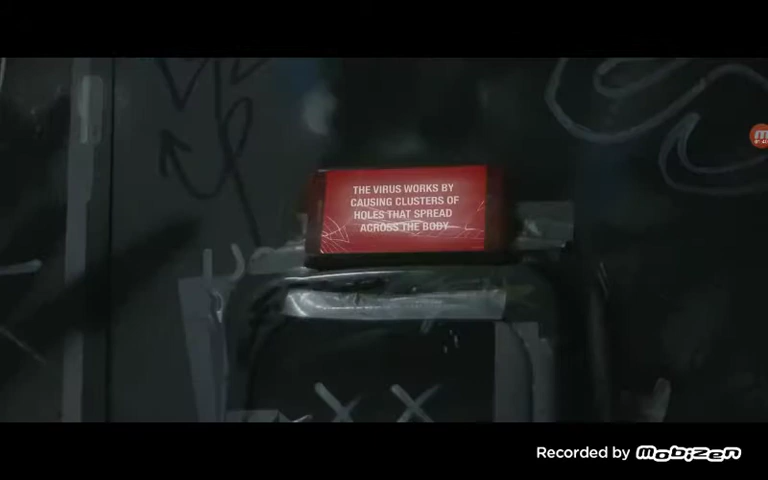 THE VIRUS WORKS BY
CAUSING CLUSTERS OF
HOLES THAT SPREAD
ACROSS THE BODY
Recorded by mobizen